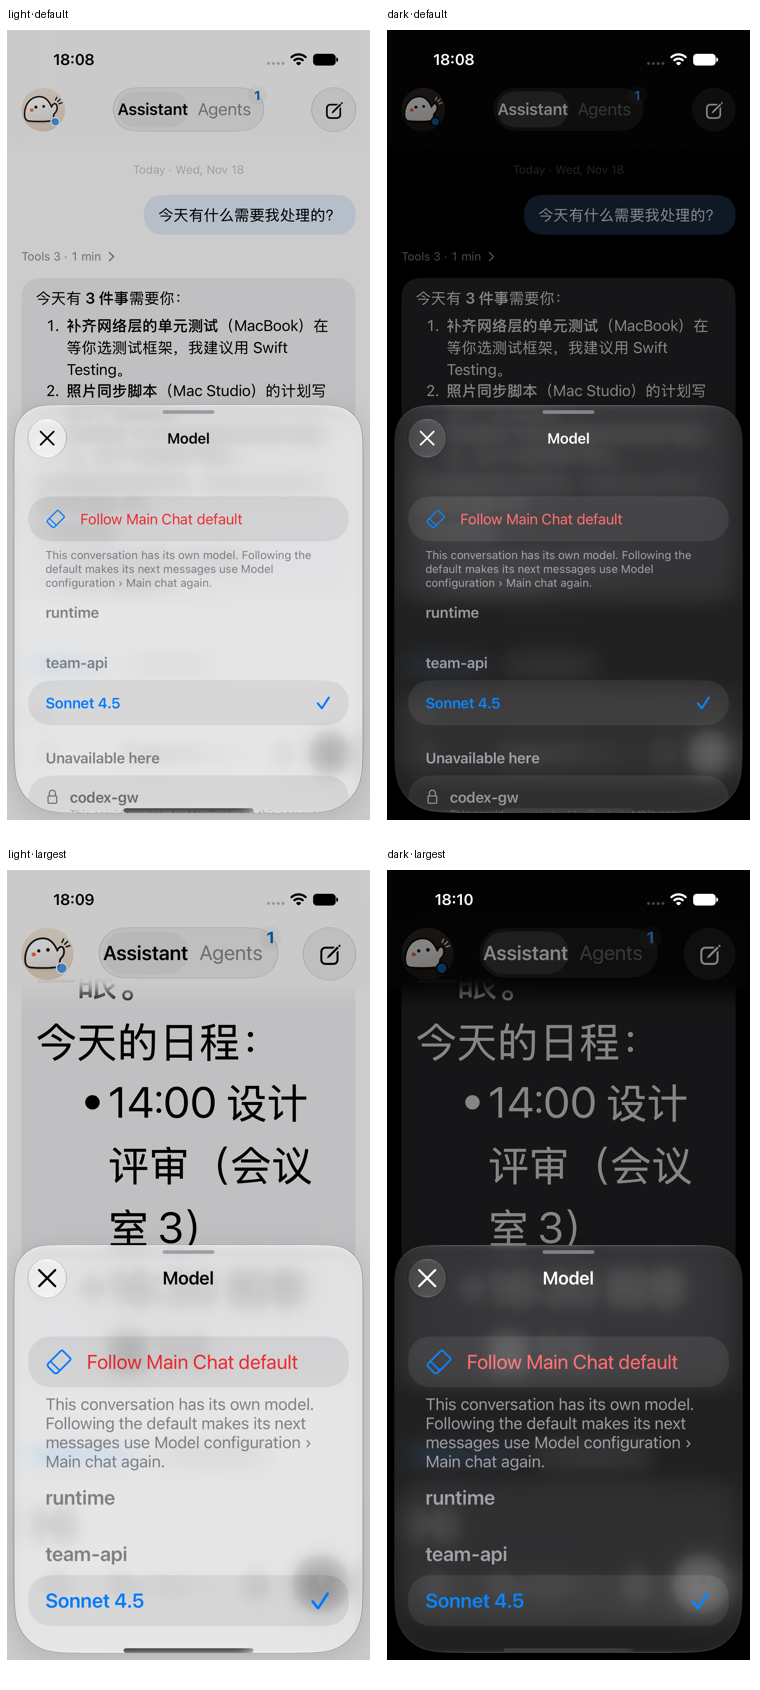 light·default
18:08
Assistant Agents 1
Today · Wed, Nov 18
今天有什么需要我处理的？
Tools 3 · 1 min
今天有 3 件事需要你：
1. 补齐网络层的单元测试（MacBook）在
等你选测试框架，我建议用 Swift
Testing。
2. 照片同步脚本（Mac Studio）的计划写
Model
Follow Main Chat default
This conversation has its own model. Following the
default makes its next messages use Model
configuration › Main chat again.
runtime
team-api
Sonnet 4.5
Unavailable here
codex-gw
dark·default
18:08
Assistant Agents 1
Today · Wed, Nov 18
今天有什么需要我处理的？
Tools 3 · 1 min
今天有 3 件事需要你：
1. 补齐网络层的单元测试（MacBook）在
等你选测试框架，我建议用 Swift
Testing。
2. 照片同步脚本（Mac Studio）的计划写
Model
Follow Main Chat default
This conversation has its own model. Following the
default makes its next messages use Model
configuration › Main chat again.
runtime
team-api
Sonnet 4.5
Unavailable here
codex-gw
light·largest
18:09
Assistant Agents 1
眼。
今天的日程：
•14:00 设计
评审（会议
室 3）
Model
Follow Main Chat default
This conversation has its own model.
Following the default makes its next
messages use Model configuration ›
Main chat again.
runtime
team-api
Sonnet 4.5
dark·largest
18:10
Assistant Agents 1
眼。
今天的日程：
•14:00 设计
评审（会议
室 3）
Model
Follow Main Chat default
This conversation has its own model.
Following the default makes its next
messages use Model configuration ›
Main chat again.
runtime
team-api
Sonnet 4.5